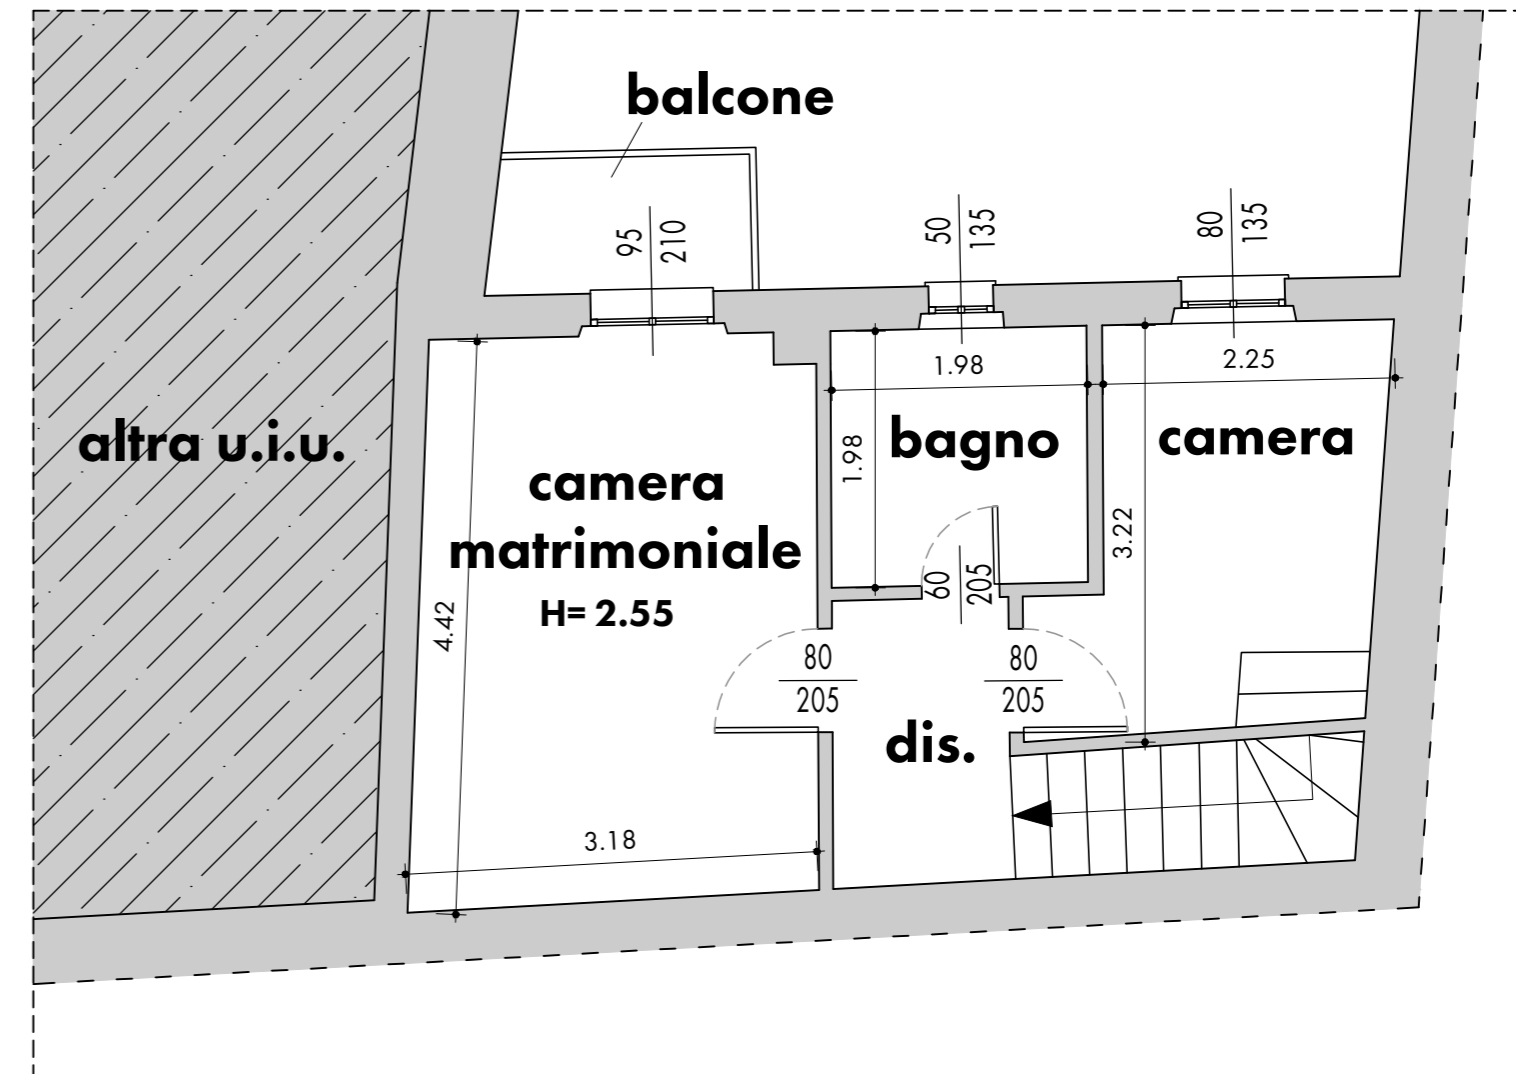 balcone
95
210
50
135
80
135
1.98
2.25
altra u.i.u.
camera
matrimoniale
H= 2.55
1.98
bagno
camera
3.22
4.42
60
205
80
205
80
205
dis.
3.18